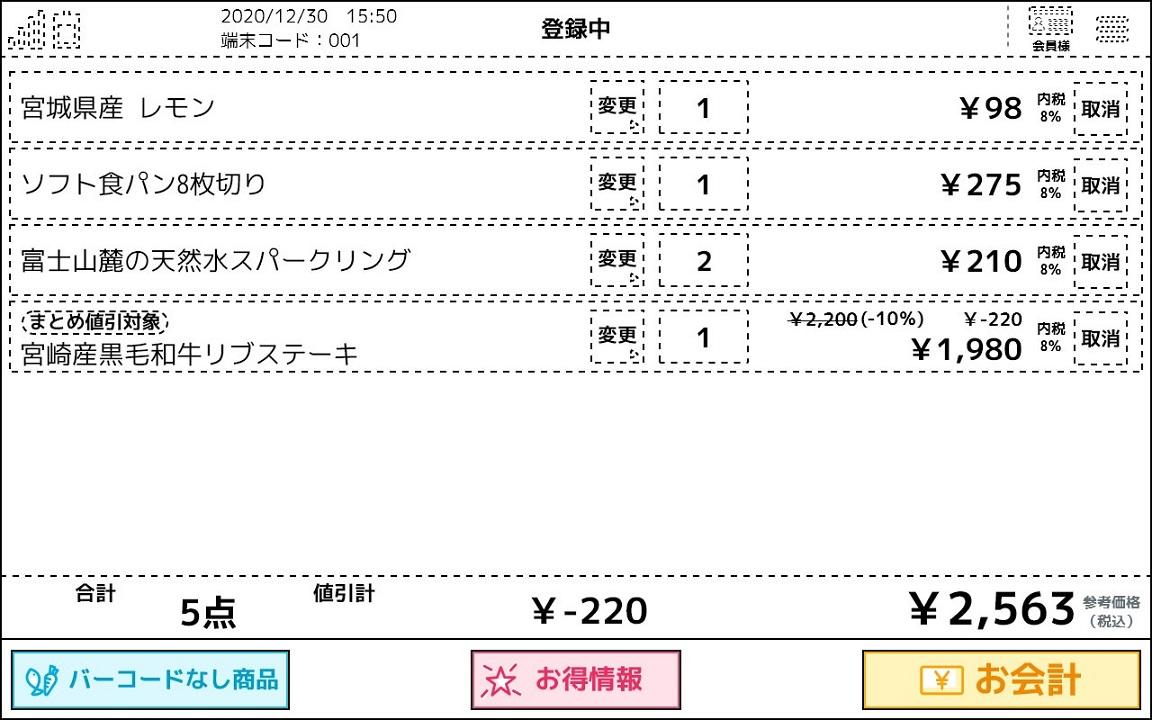 2020/12/30 15:50
端末コード：001
登録中
会員様
宮城県産 レモン 変更 1 ￥98 内税 8% 取消
ソフト食パン8枚切り 変更 1 ￥275 内税 8% 取消
富士山麓の天然水スパークリング 変更 2 ￥210 内税 8% 取消
まとめ値引対象 ￥2,200(-10%) ￥-220
宮崎産黒毛和牛リブステーキ 変更 1 ￥1,980 内税 8% 取消
合計 5点 値引計 ￥-220 ￥2,563 参考価格
（税込）
バーコードなし商品 お得情報 ￥ お会計